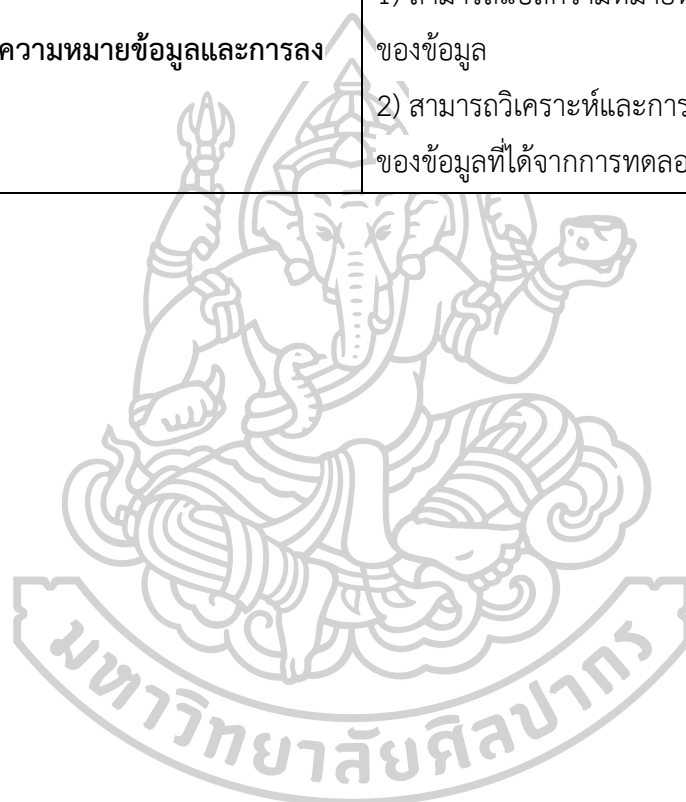 ความหมายข้อมูลและการลง
ของข้อมูล
2) สามารถวิเคราะห์และการ
ของข้อมูลที่ได้จากการทดลอ
มหาวิทยาลัยศิลปากร